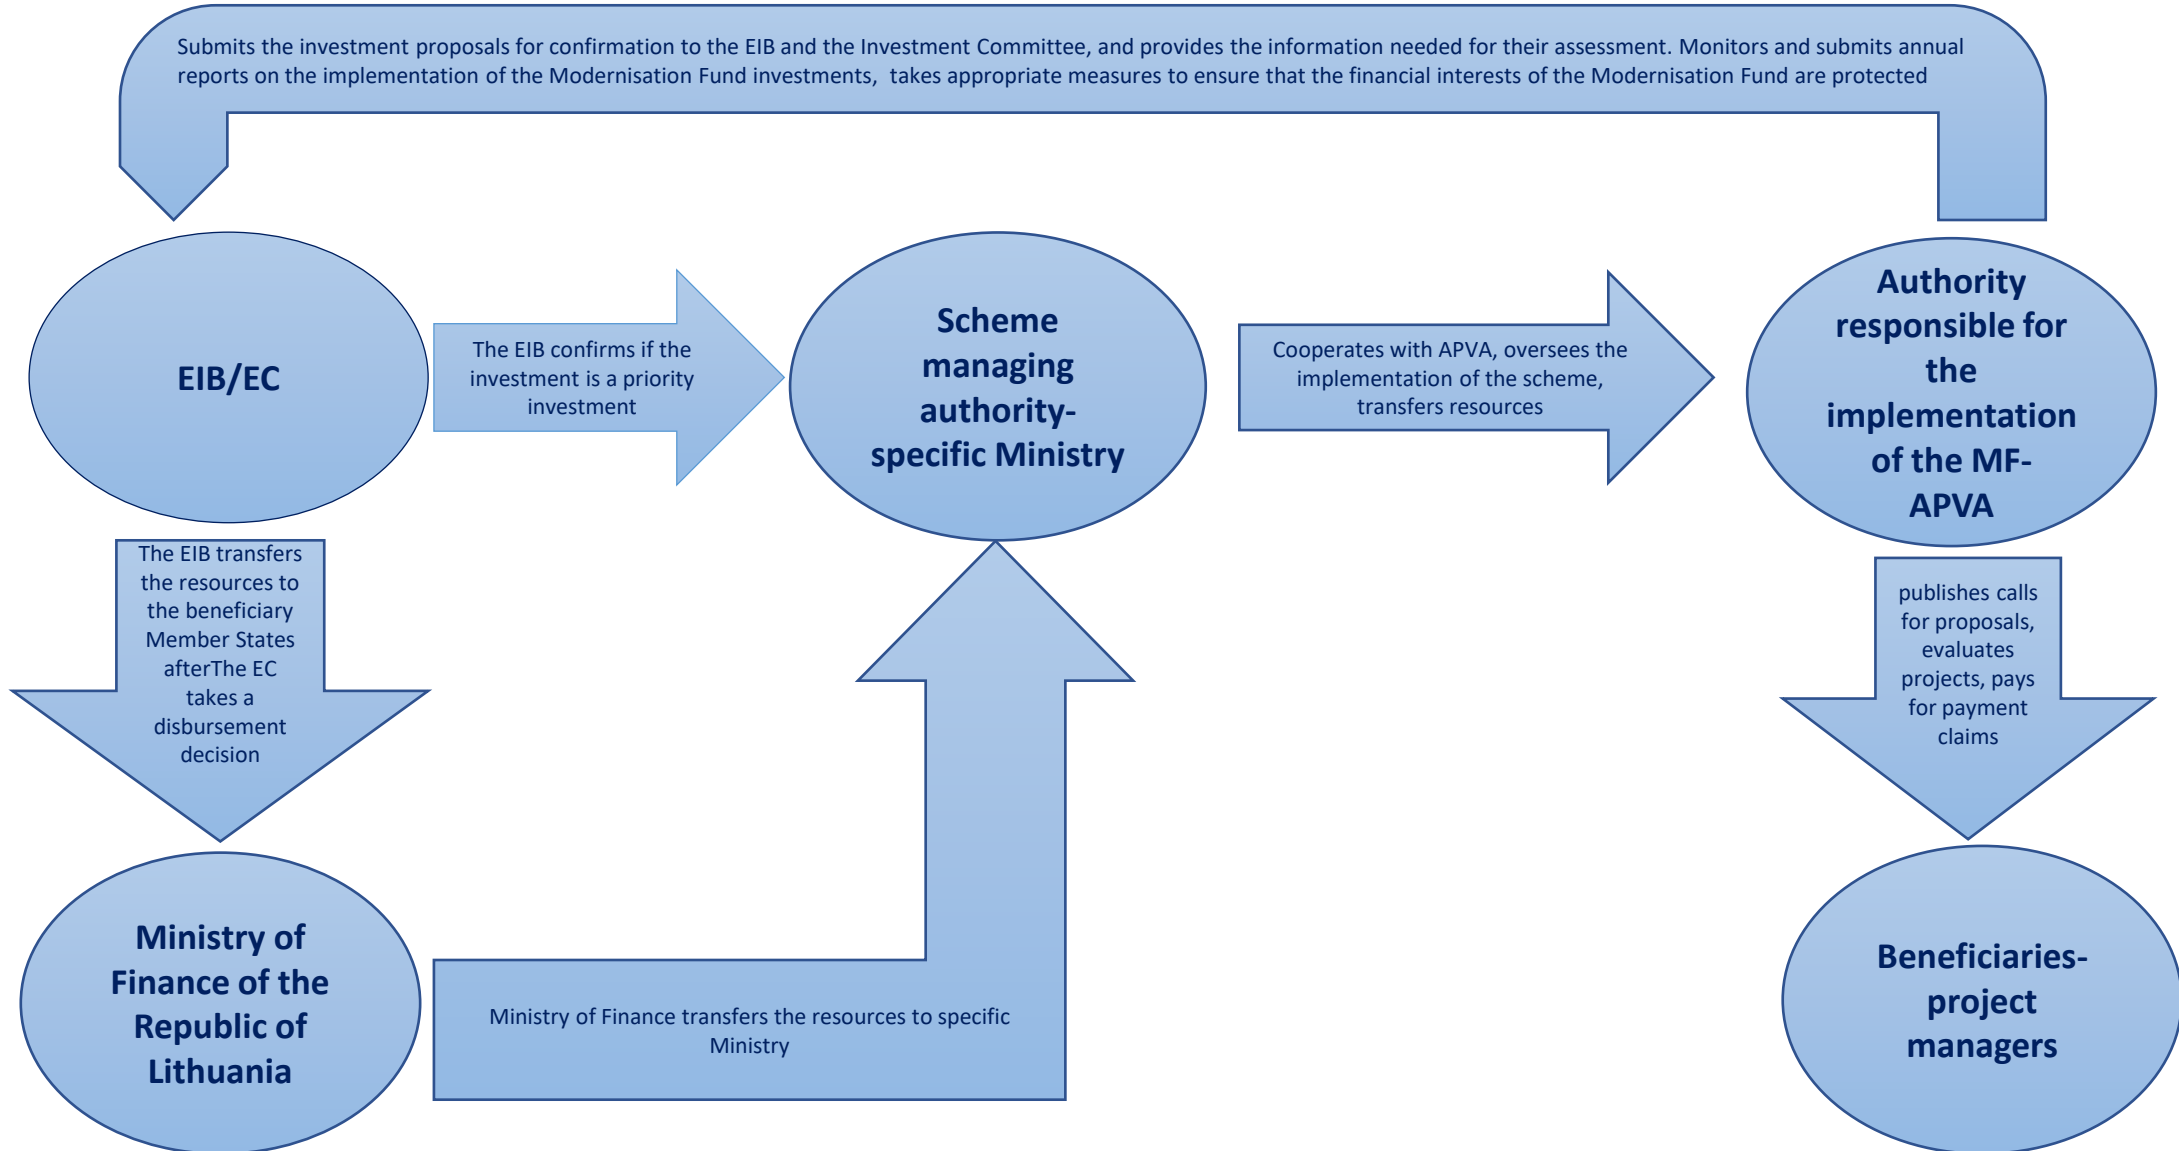 Submits the investment proposals for confirmation to the EIB and the Investment Committee, and provides the information needed for their assessment. Monitors and submits annual
reports on the implementation of the Modernisation Fund investments,  takes appropriate measures to ensure that the financial interests of the Modernisation Fund are protected
EIB/EC
The EIB confirms if the
investment is a priority
investment
Scheme
managing
authority-
specific Ministry
Cooperates with APVA, oversees the
implementation of the scheme,
transfers resources
Authority
responsible for
the
implementation
of the MF-
APVA
The EIB transfers
the resources to
the beneficiary
Member States
afterThe EC
takes a
disbursement
decision
publishes calls
for proposals,
evaluates
projects, pays
for payment
claims
Ministry of
Finance of the
Republic of
Lithuania
Ministry of Finance transfers the resources to specific
Ministry
Beneficiaries-
project
managers